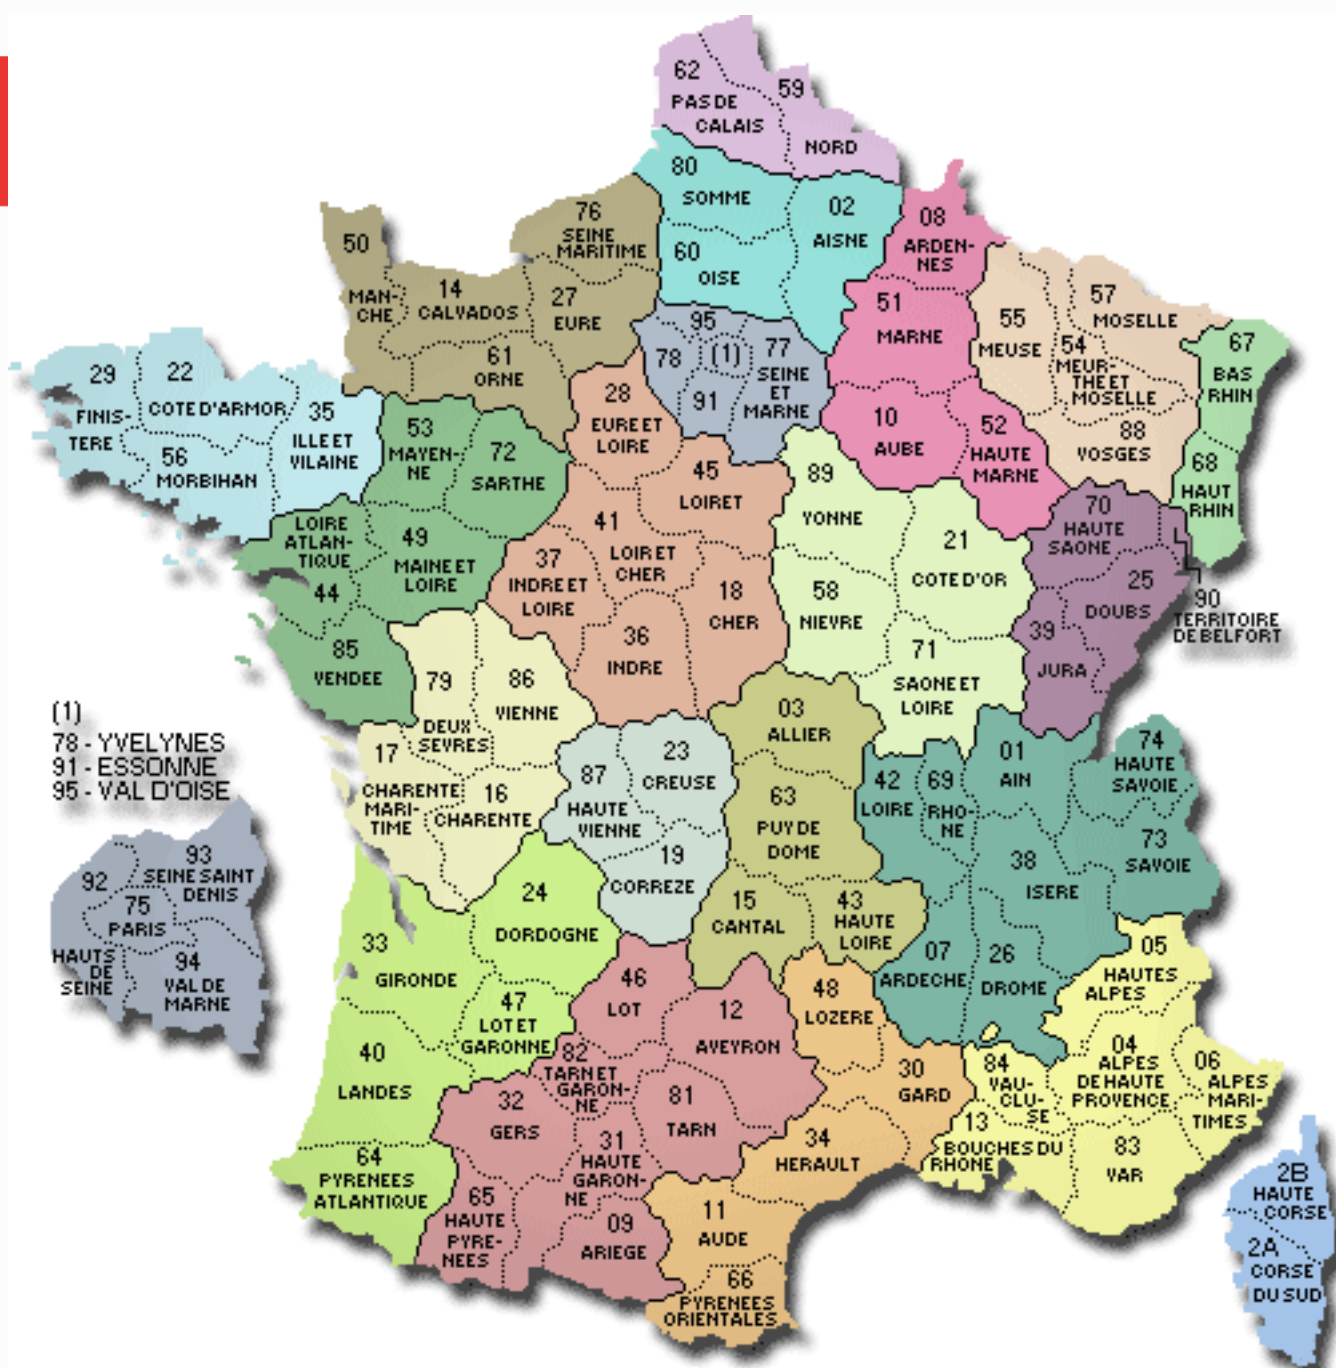 62
PAS DE
CALAIS
59
NORD
80
SOMME
02
AISNE
60
OISE
08
ARDEN-
NES
76
SEINE
MARITIME
50
MAN-
CHE
14
CALVADOS
27
EURE
61
ORNE
51
MARNE
10
AUBE
52
HAUTE
MARNE
55
MEUSE
57
MOSELLE
54
MEUR-
THE ET
MOSELLE
88
VOSGES
67
BAS
RHIN
68
HAUT
RHIN
95
78
(1)
77
SEINE
ET
MARNE
91
29
FINIS-
TERE
22
COTE D'ARMOR
35
ILLE ET
VILAINE
56
MORBIHAN
53
MAYEN-
NE
72
SARTHE
28
EURE ET
LOIRE
45
LOIRET
41
LOIR ET
CHER
37
INDRE ET
LOIRE
18
CHER
36
INDRE
89
YONNE
21
COTE D'OR
58
NIEVRE
71
SAONE ET
LOIRE
70
HAUTE
SAONE
25
DOUBS
39
JURA
90
TERRITOIRE
DE BELFORT
LOIRE
ATLAN-
TIQUE
44
49
MAINE ET
LOIRE
85
VENDEE
79
DEUX
SEVRES
86
VIENNE
17
CHARENTE
MARI-
TIME
16
CHARENTE
87
HAUTE
VIENNE
23
CREUSE
19
CORREZE
03
ALLIER
63
PUY DE
DOME
15
CANTAL
43
HAUTE
LOIRE
42
LOIRE
69
RHO-
NE
01
AIN
74
HAUTE
SAVOIE
73
SAVOIE
38
ISERE
07
ARDECHE
26
DROME
(1)
78 - YVELYNES
91 - ESSONNE
95 - VAL D'OISE
92
HAUTS
DE
SEINE
93
SEINE SAINT
DENIS
75
PARIS
94
VAL DE
MARNE
24
DORDOGNE
33
GIRONDE
47
LOT ET
GARONNE
40
LANDES
64
PYRENEES
ATLANTIQUE
46
LOT
12
AVEYRON
82
TARN ET
GARON-
NE
32
GERS
81
TARN
31
HAUTE
GARON-
NE
65
HAUTE
PYRE-
NEES
09
ARIEGE
48
LOZERE
30
GARD
34
HERAULT
11
AUDE
66
PYRENEES
ORIENTALES
05
HAUTES
ALPES
04
ALPES
DE HAUTE
PROVENCE
06
ALPES
MARI-
TIMES
84
VAU-
CLU-
SE
13
BOUCHES DU
RHONE
83
VAR
2B
HAUTE
CORSE
2A
CORSE
DU SUD